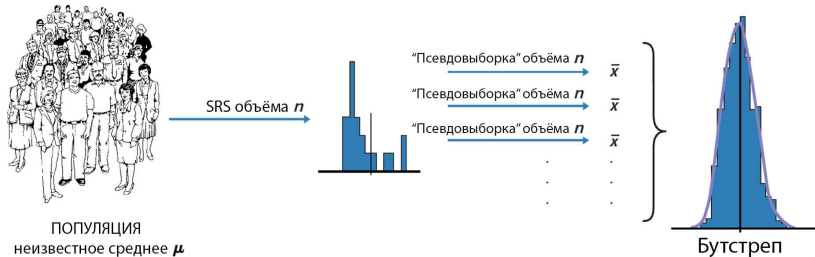 ПОПУЛЯЦИЯ
неизвестное среднее μ
SRS объёма n
"Псевдовыборка" объёма n
x̄
"Псевдовыборка" объёма n
x̄
"Псевдовыборка" объёма n
x̄
Бутстреп